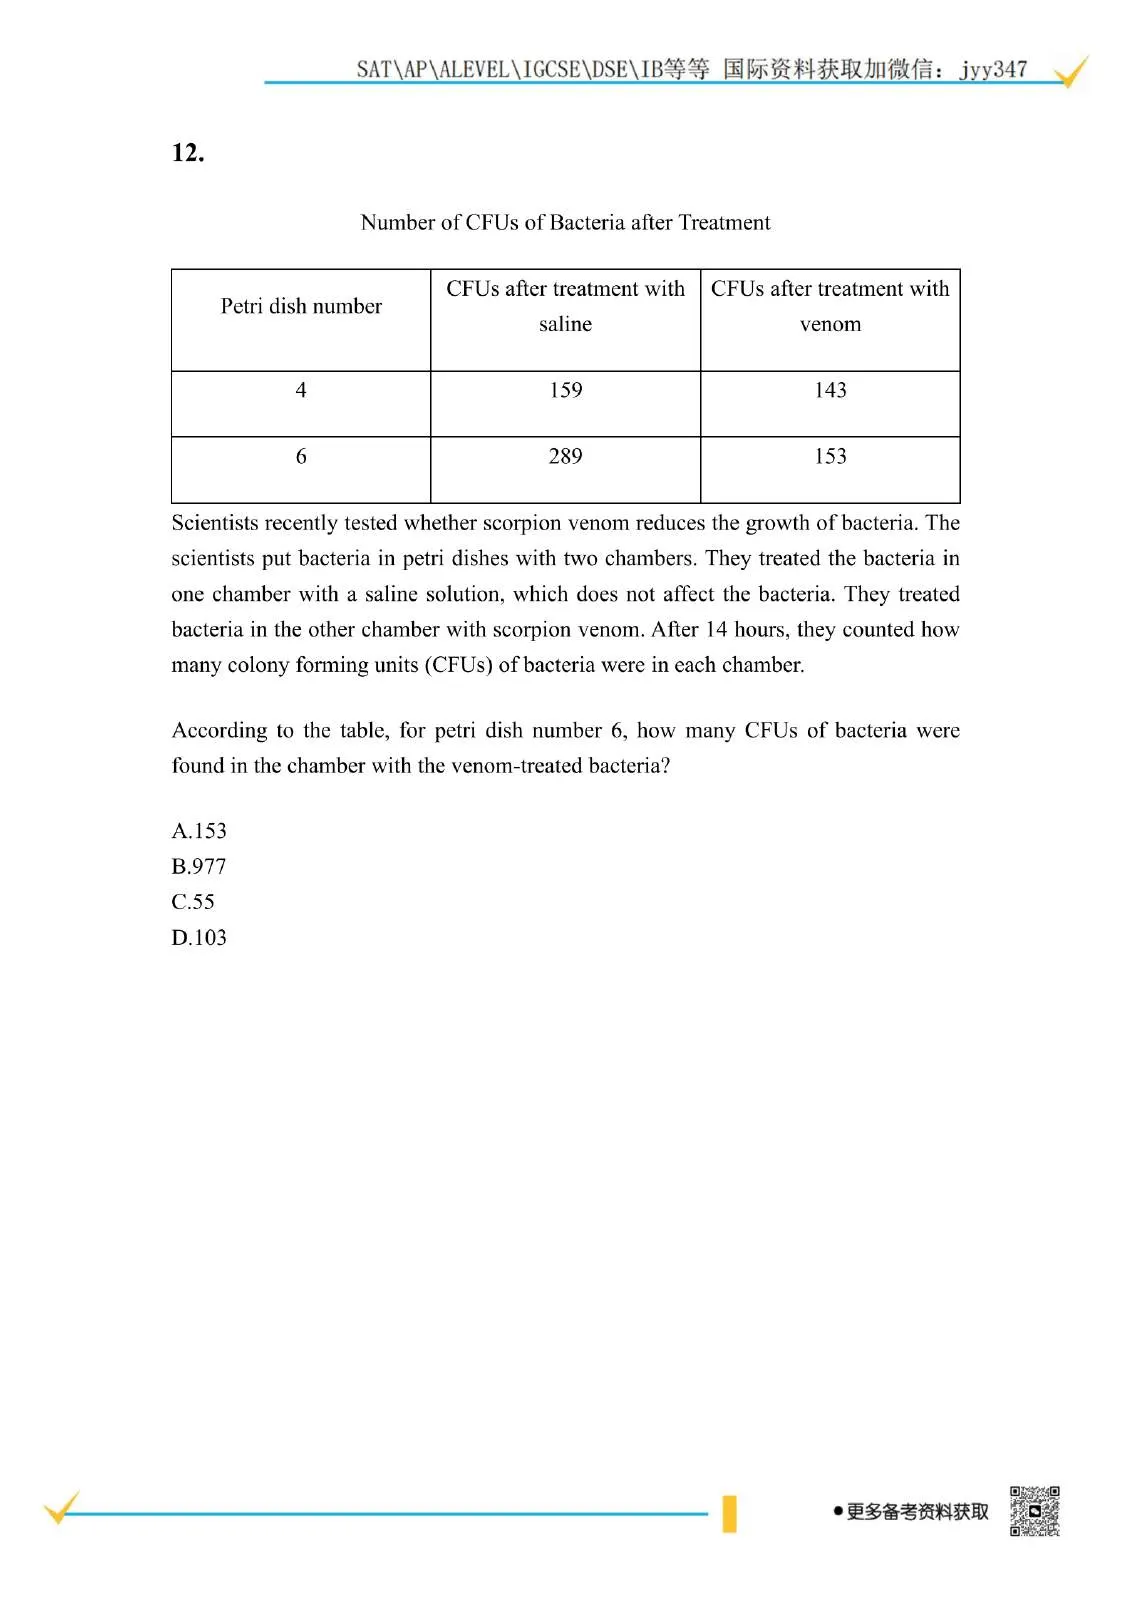 SAT\AP\ALEVEL\IGCSE\DSE\IB等等 国际资料获取加微信：jyy347
12.
Number of CFUs of Bacteria after Treatment
Petri dish number
CFUs after treatment with
saline
CFUs after treatment with
venom
4
159
143
6
289
153
Scientists recently tested whether scorpion venom reduces the growth of bacteria. The
scientists put bacteria in petri dishes with two chambers. They treated the bacteria in
one chamber with a saline solution, which does not affect the bacteria. They treated
bacteria in the other chamber with scorpion venom. After 14 hours, they counted how
many colony forming units (CFUs) of bacteria were in each chamber.
According to the table, for petri dish number 6, how many CFUs of bacteria were
found in the chamber with the venom-treated bacteria?
A.153
B.977
C.55
D.103
●更多备考资料获取